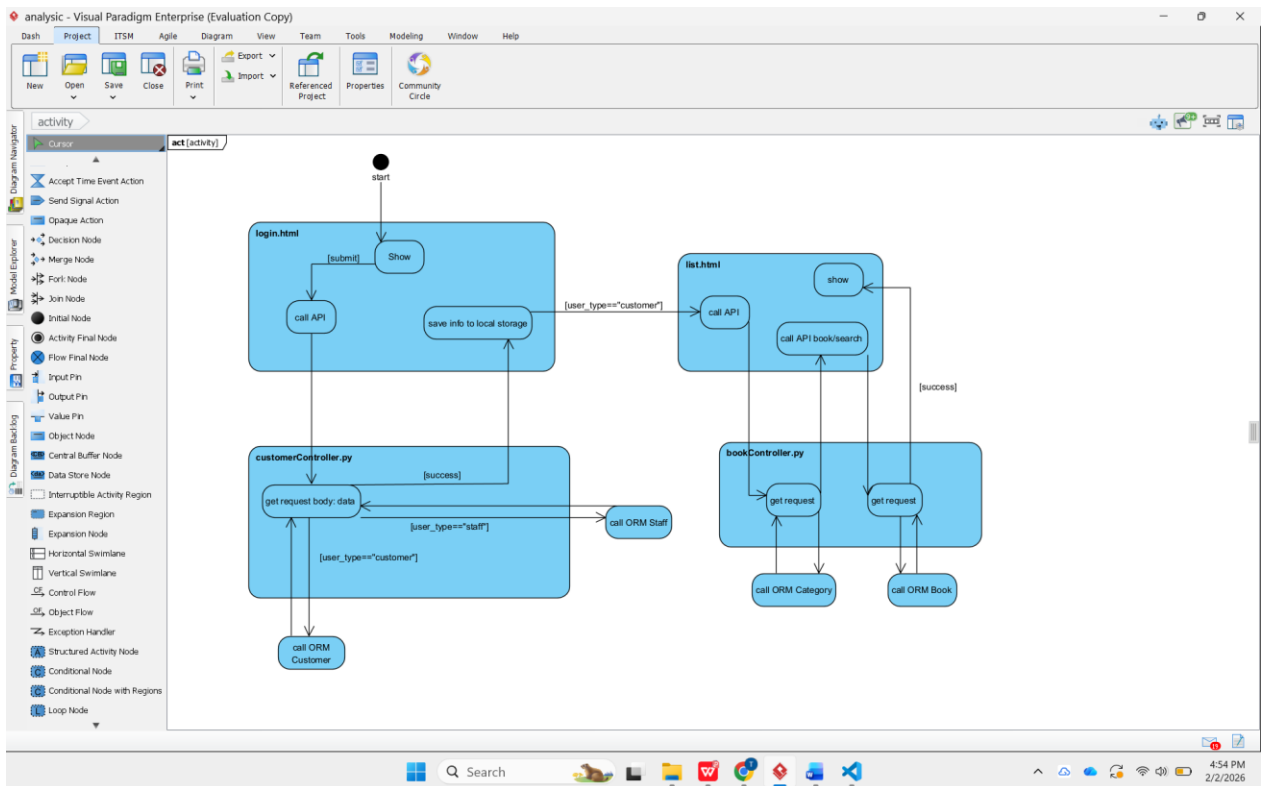 analysic - Visual Paradigm Enterprise (Evaluation Copy)
Dash Project ITSM Agile Diagram View Team Tools Modeling Window Help
New
Open
Save
Close
Print
Export
Import
Referenced
Project
Properties
Community
Circle
activity
Diagram Navigator
Model Explorer
Property
Diagram Backlog
Cursor
Accept Time Event Action
Send Signal Action
Opaque Action
Decision Node
Merge Node
Fork Node
Join Node
Initial Node
Activity Final Node
Flow Final Node
Input Pin
Output Pin
Value Pin
Object Node
Central Buffer Node
Data Store Node
Interruptible Activity Region
Expansion Region
Expansion Node
Horizontal Swimlane
Vertical Swimlane
Control Flow
Object Flow
Exception Handler
Structured Activity Node
Conditional Node
Conditional Node with Regions
Loop Node
act [activity]
start
login.html
Show
[submit]
call API
save info to local storage
[user_type=="customer"]
list.html
show
call API
call API book/search
[success]
customerController.py
[success]
get request body: data
[user_type=="staff"]
call ORM Staff
[user_type=="customer"]
call ORM
Customer
bookController.py
get request
get request
call ORM Category
call ORM Book
Search
4:54 PM
2/2/2026